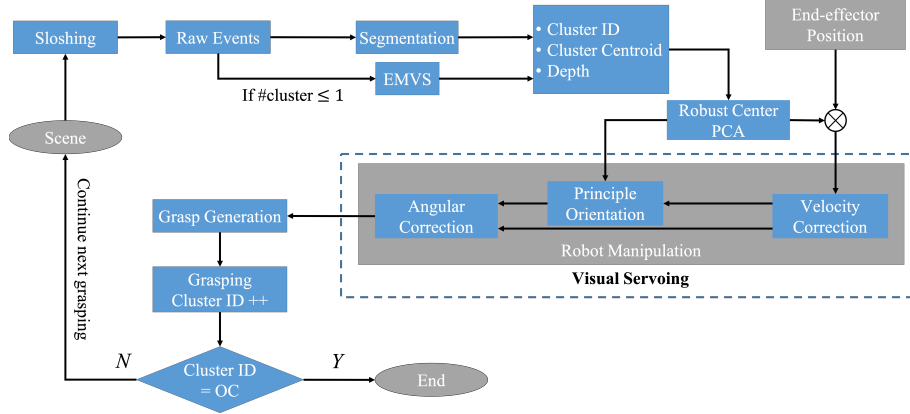 Sloshing
Raw Events
Segmentation
• Cluster ID
• Cluster Centroid
• Depth
End-effector
Position
EMVS
If #cluster ≤ 1
Robust Center
PCA
Scene
Continue next grasping
Grasp Generation
Angular
Correction
Principle
Orientation
Velocity
Correction
Robot Manipulation
Visual Servoing
Grasping
Cluster ID ++
N
Cluster ID
= OC
Y
End